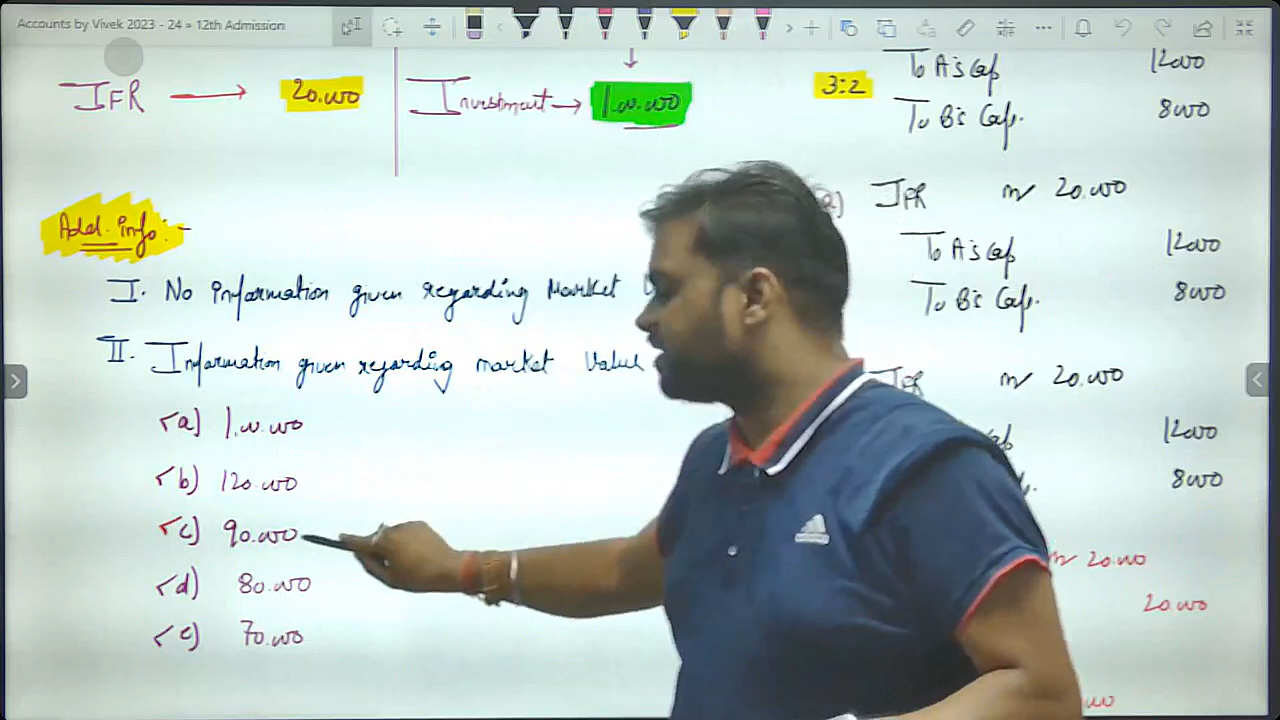 Accounts by Vivek 2023 - 24 = 12th Admission
IFR → 20.000
Investment → 1.00.000
3:2
To A's Cap 12000
To B's Cap. 8000
Addl. info:-
I. No information given regarding Market
II. Information given regarding market value
(a) 1.00.000
(b) 120.000
(c) 90.000
(d) 80.000
(e) 70.000
IFR Dr 20.000
To A's Cap 12000
To B's Cap. 8000
IFR Dr 20.000
12000
8000
Dr 20.000
20.000